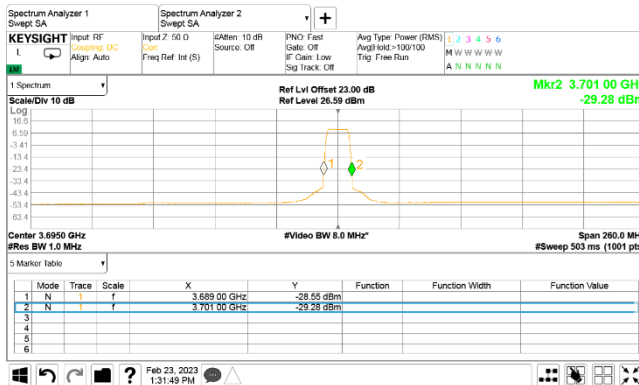 Spectrum Analyzer 1
Swept SA
Spectrum Analyzer 2
Swept SA
+
KEYSIGHT
L
Input: RF
Coupling: DC
Align: Auto
Input Z: 50 Ω
Corr
Freq Ref: Int (S)
#Atten: 10 dB
Source: Off
PNO: Fast
Gate: Off
IF Gain: Low
Sig Track: Off
Avg Type: Power (RMS)
Avg|Hold:>100/100
Trig: Free Run
1 2 3 4 5 6
M W W W W W
A N N N N N
1 Spectrum
Scale/Div 10 dB
Log
Ref Lvl Offset 23.00 dB
Ref Level 26.59 dBm
Mkr2 3.701 00 GH
-29.28 dB
16.6
6.59
-3.41
-13.4
-23.4
-33.4
-43.4
-53.4
-63.4
1
2
Center 3.6950 GHz
#Video BW 8.0 MHz*
Span 260.0 MH
#Res BW 1.0 MHz
#Sweep 503 ms (1001 pts
5 Marker Table
Mode Trace Scale X Y Function Function Width Function Value
1 N 1 f 3.689 00 GHz -28.55 dBm
2 N 1 f 3.701 00 GHz -29.28 dBm
3
4
5
6
?
Feb 23, 2023
1:31:49 PM